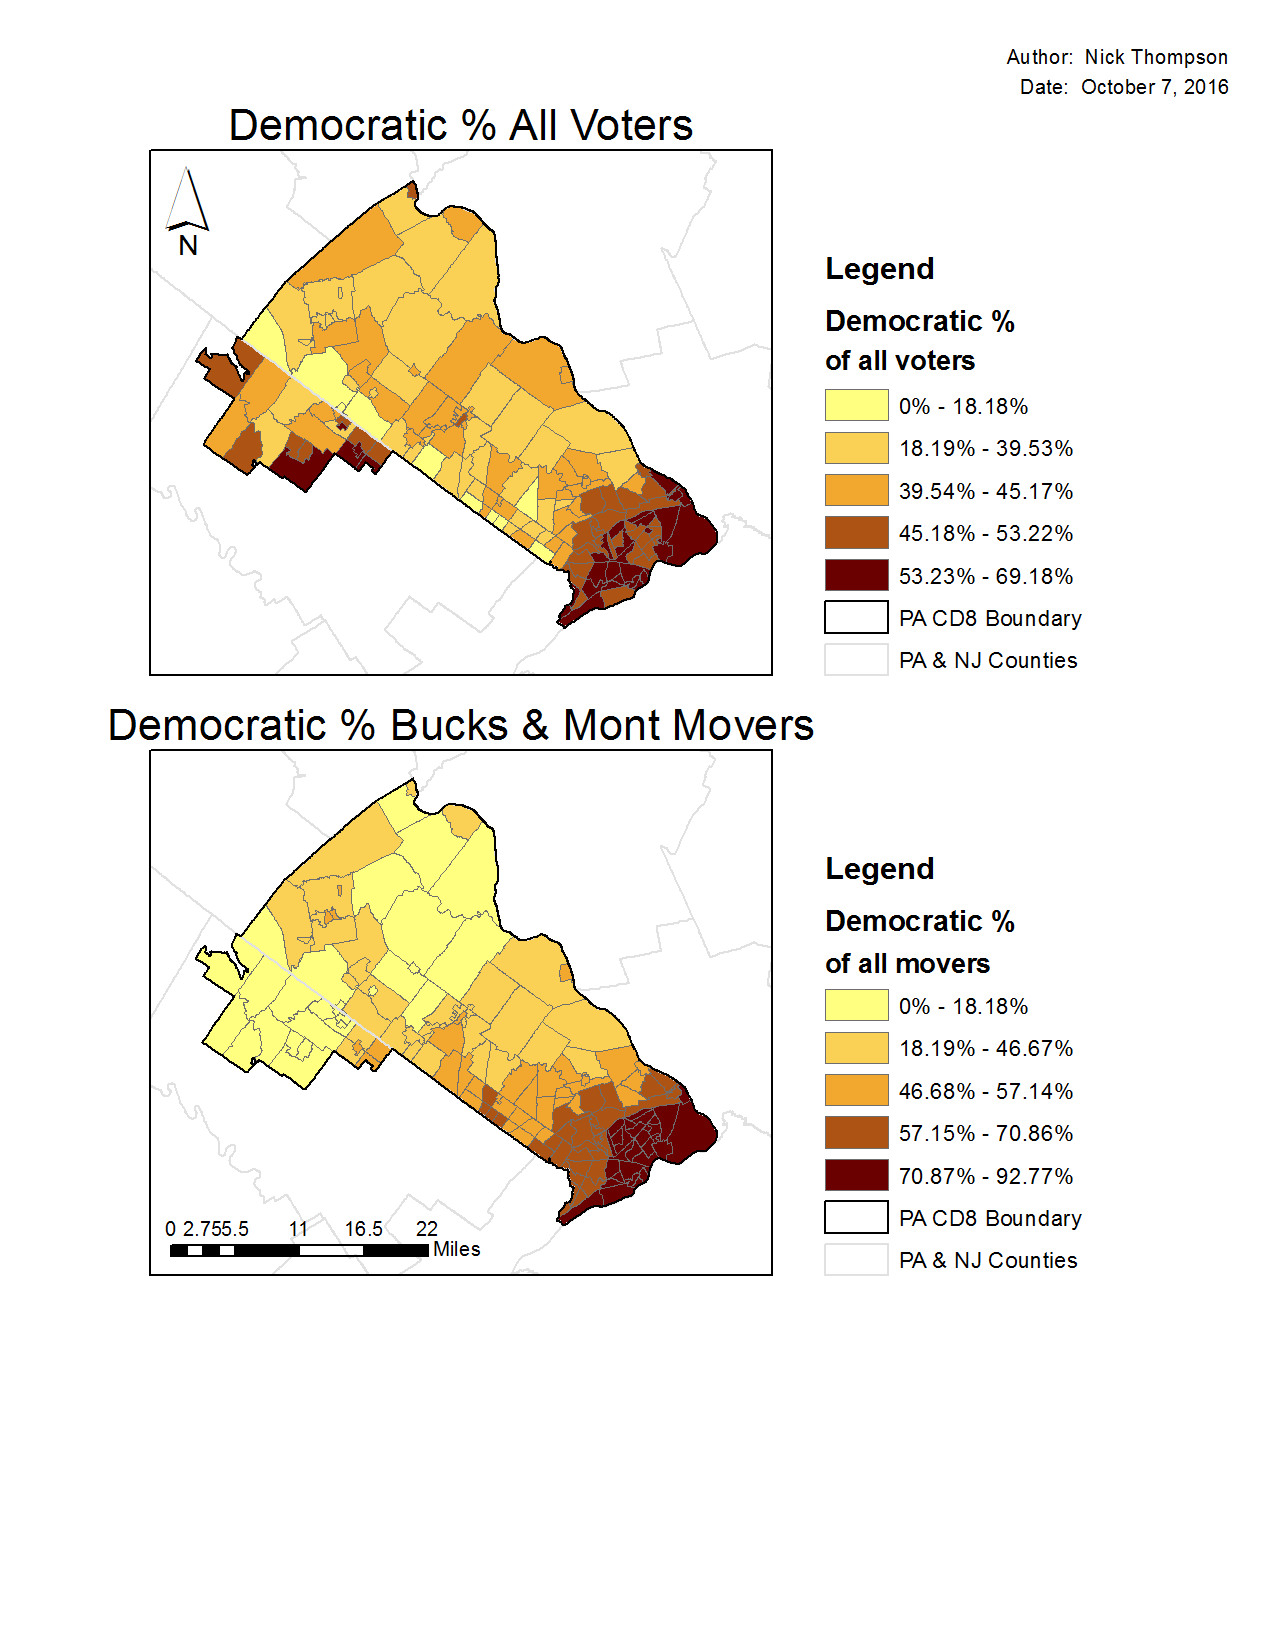 Author: Nick Thompson
Date: October 7, 2016
Democratic % All Voters
N
Legend
Democratic %
of all voters
0% - 18.18%
18.19% - 39.53%
39.54% - 45.17%
45.18% - 53.22%
53.23% - 69.18%
PA CD8 Boundary
PA & NJ Counties
Democratic % Bucks & Mont Movers
Legend
Democratic %
of all movers
0% - 18.18%
18.19% - 46.67%
46.68% - 57.14%
57.15% - 70.86%
70.87% - 92.77%
PA CD8 Boundary
PA & NJ Counties
0 2.75 5.5 11 16.5 22
Miles